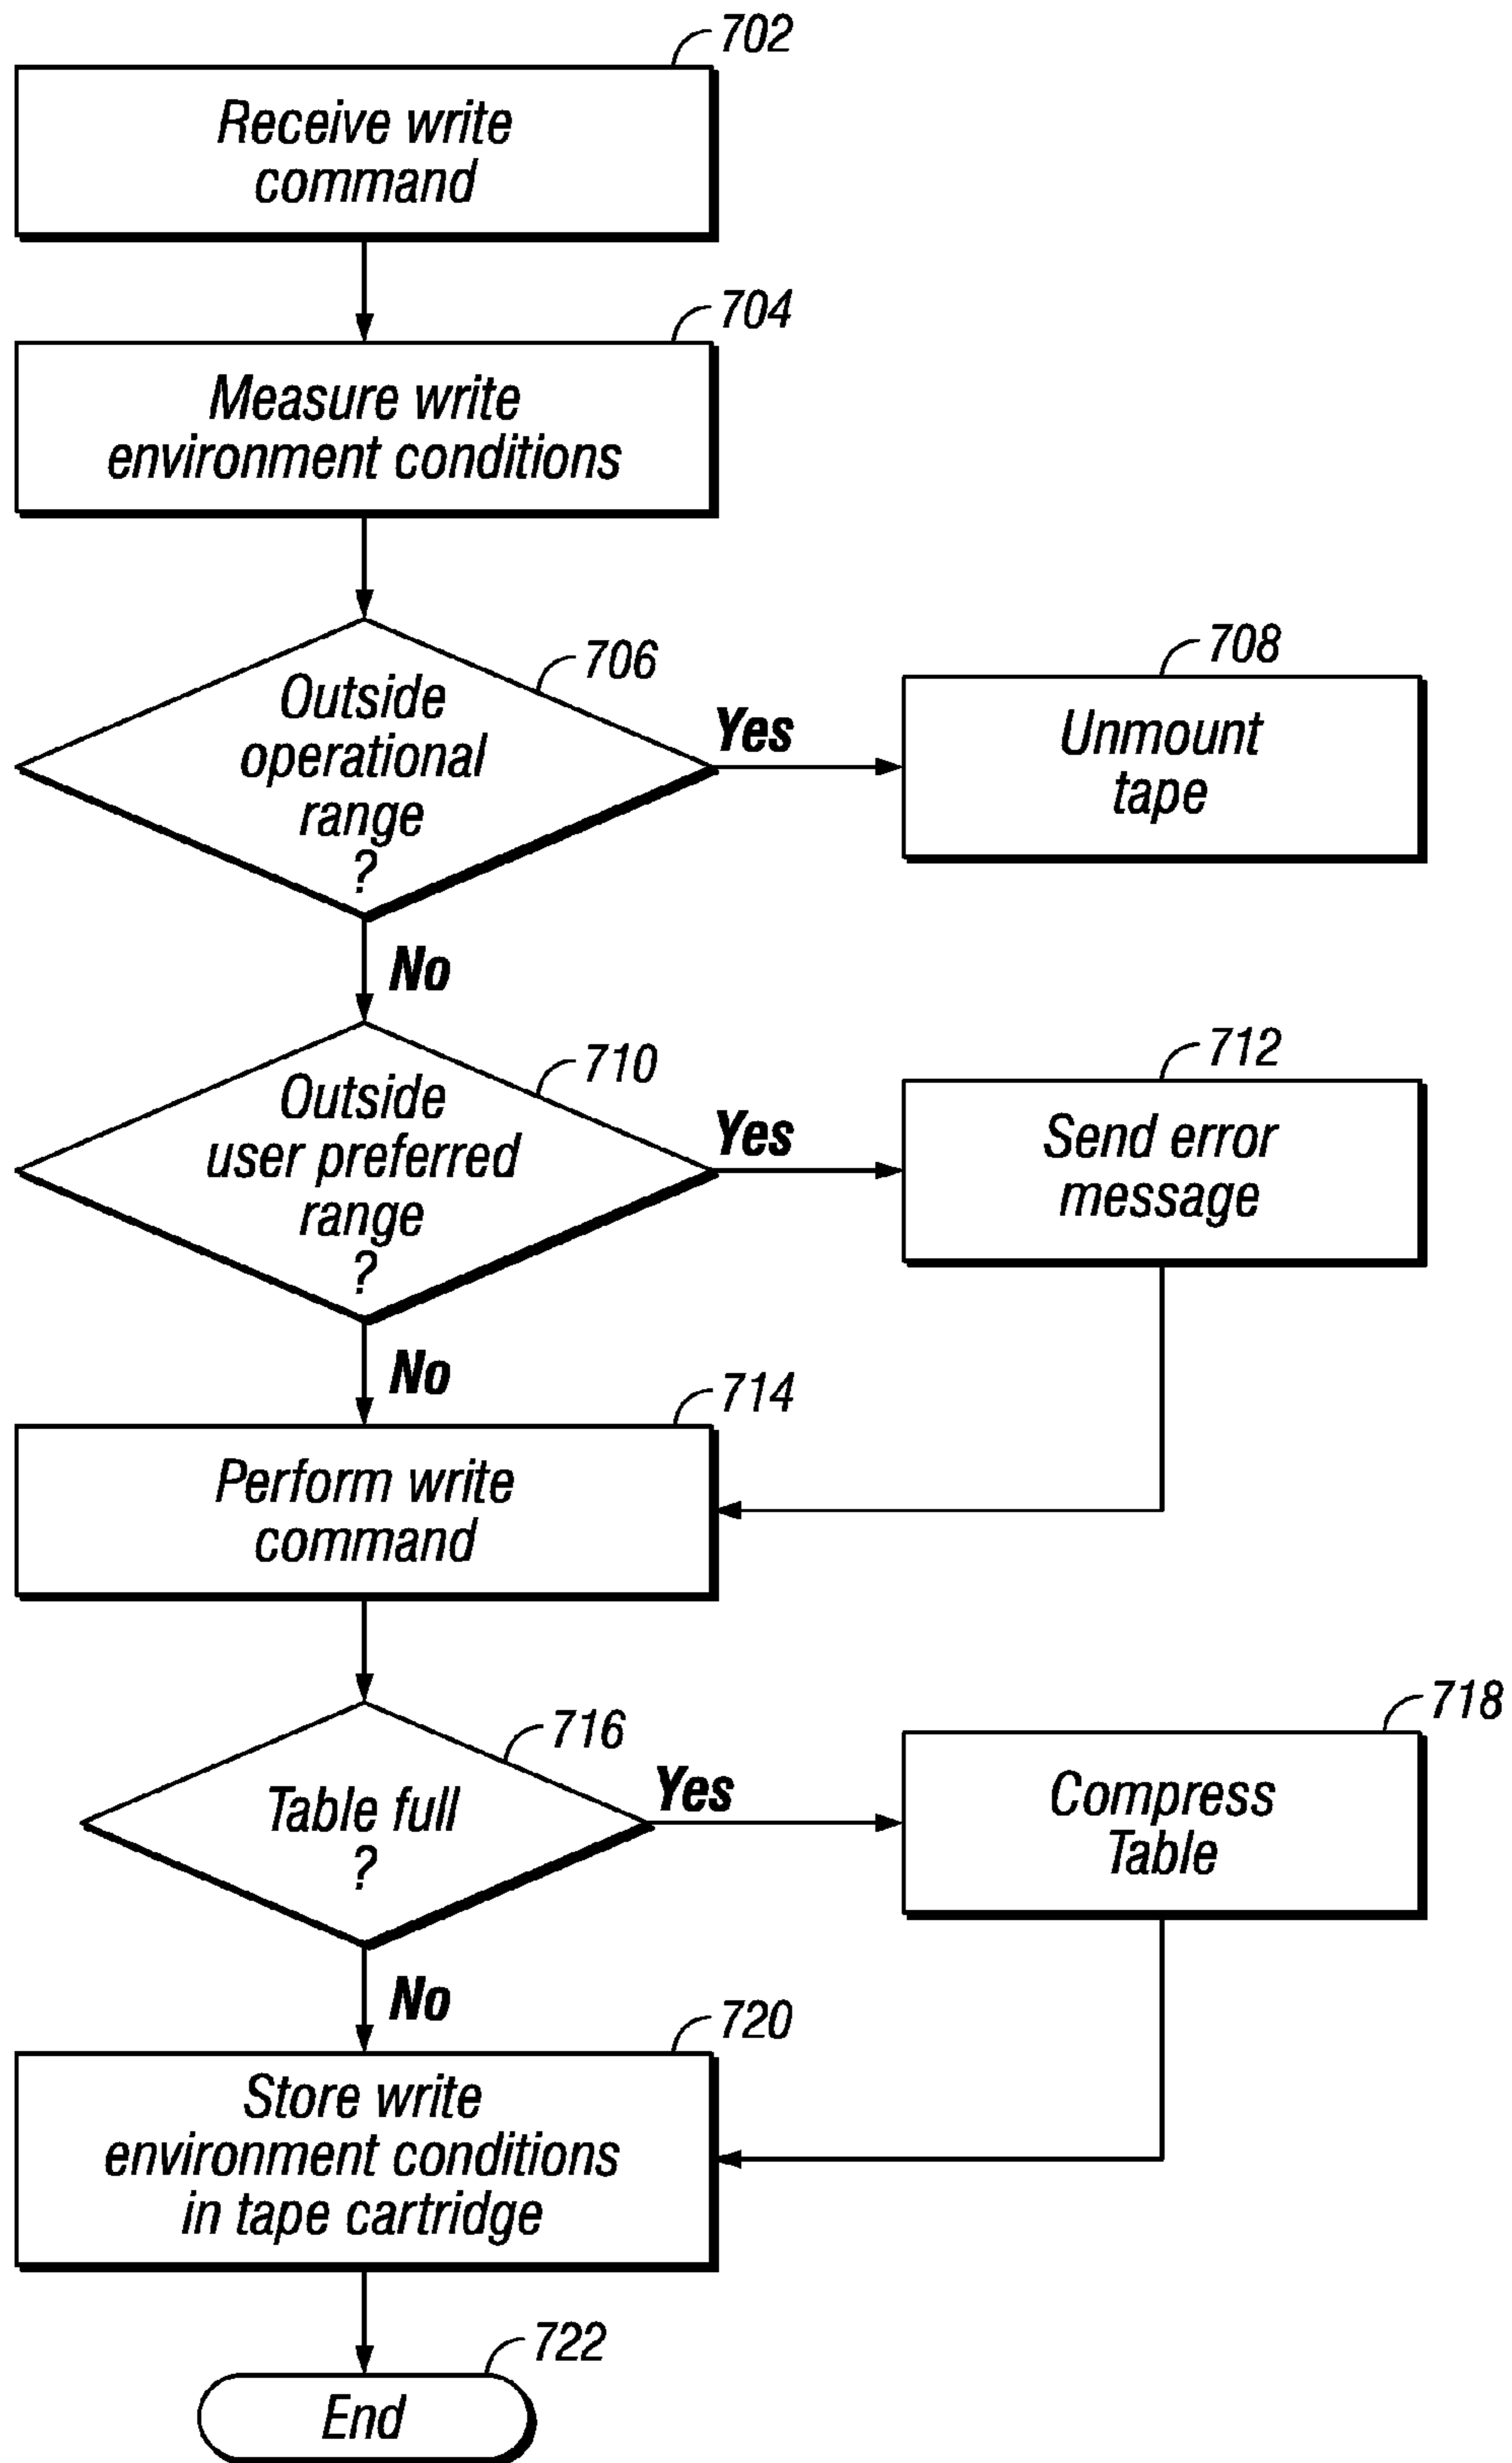 702
Receive write
command
704
Measure write
environment conditions
706
Outside
operational
range
?
Yes
708
Unmount
tape
No
710
Outside
user preferred
range
?
Yes
712
Send error
message
No
714
Perform write
command
716
Table full
?
Yes
718
Compress
Table
No
720
Store write
environment conditions
in tape cartridge
722
End